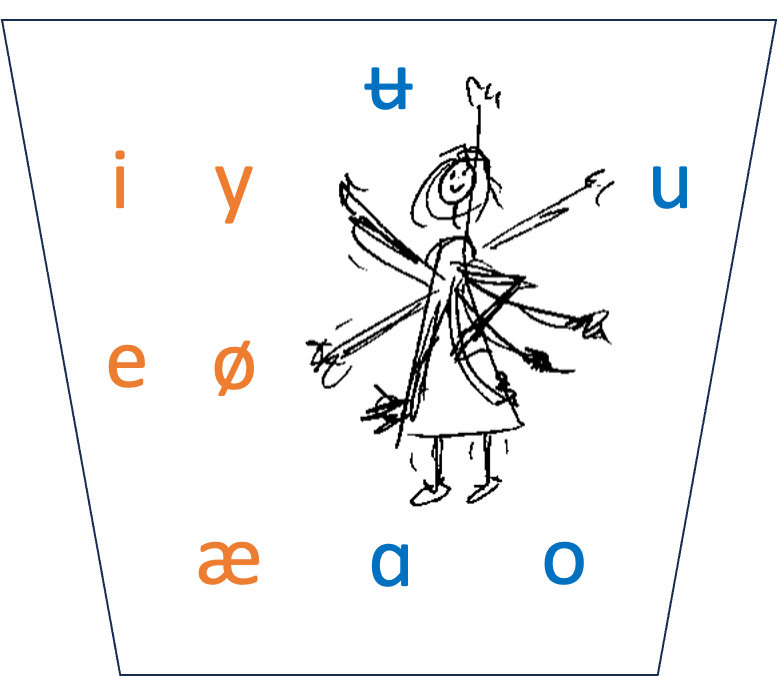 ʉ
i y u
e ø
æ ɑ o